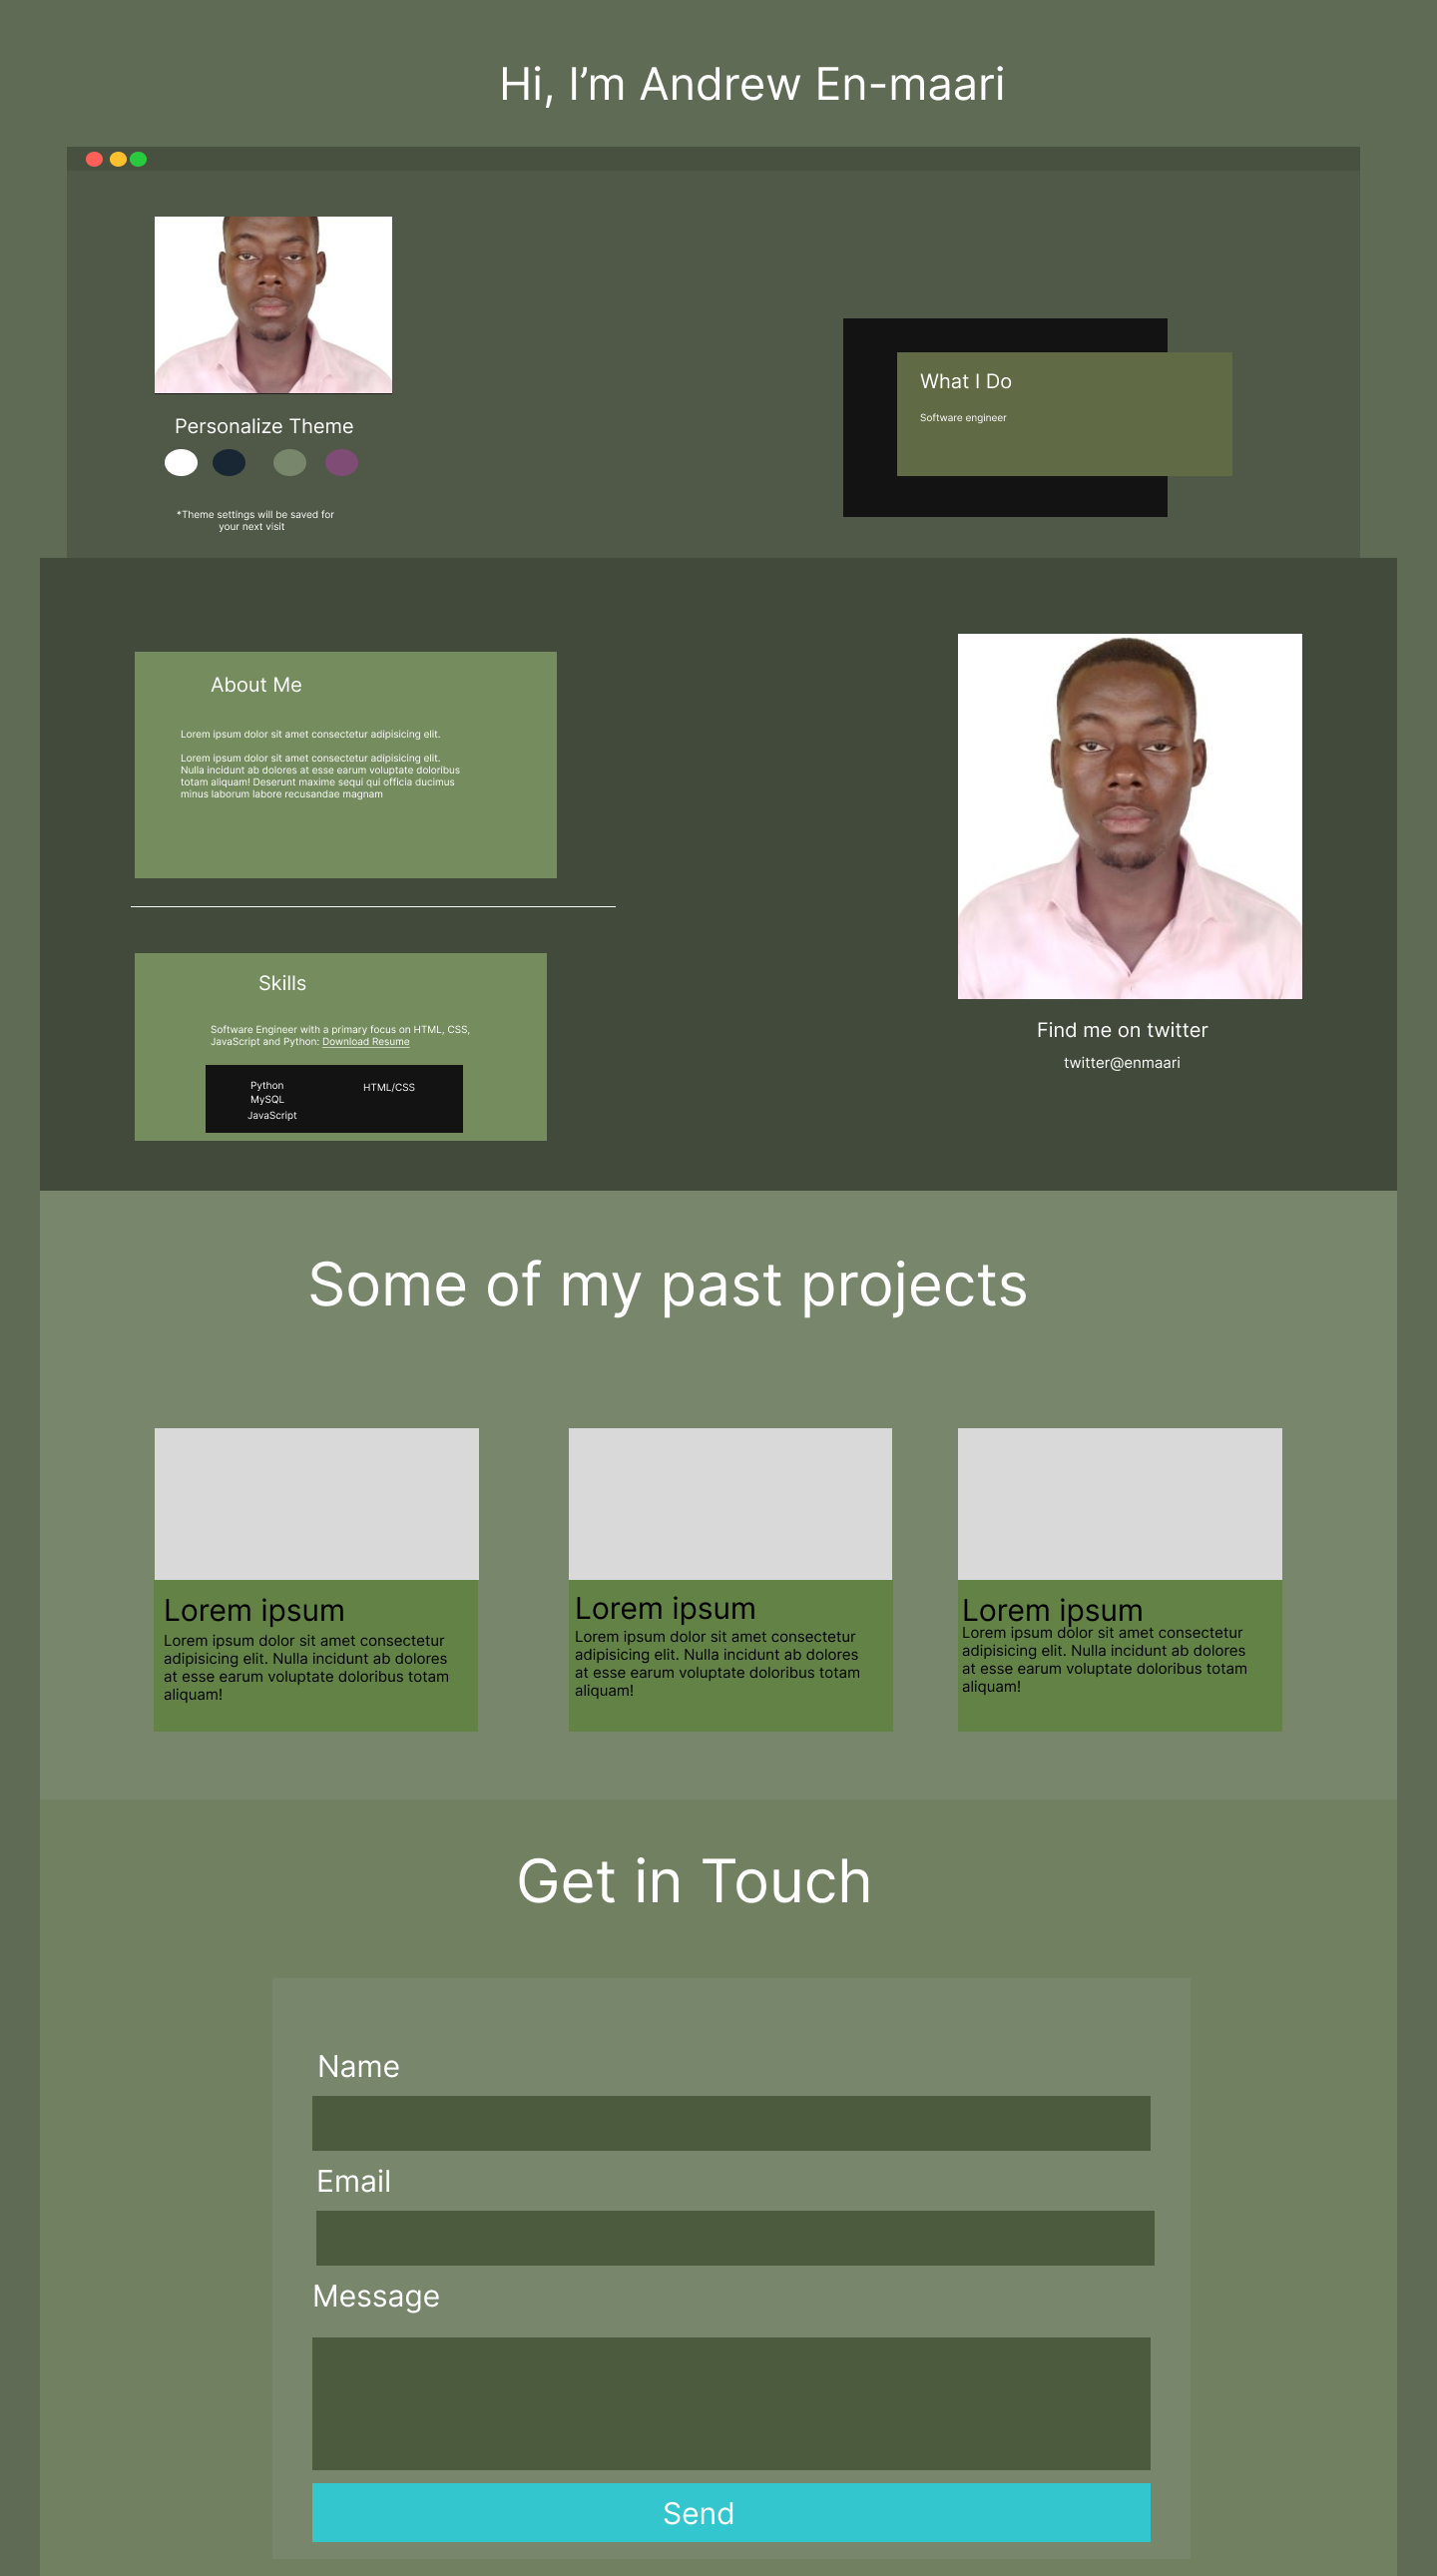 Hi, I’m Andrew En-maari
What I Do
Software engineer
Personalize Theme
*Theme settings will be saved for
your next visit
About Me
Lorem ipsum dolor sit amet consectetur adipisicing elit.
Lorem ipsum dolor sit amet consectetur adipisicing elit.
Nulla incidunt ab dolores at esse earum voluptate doloribus
totam aliquam! Deserunt maxime sequi qui officia ducimus
minus laborum labore recusandae magnam
Skills
Software Engineer with a primary focus on HTML, CSS,
JavaScript and Python: Download Resume
Python
MySQL
JavaScript
HTML/CSS
Find me on twitter
twitter@enmaari
Some of my past projects
Lorem ipsum
Lorem ipsum dolor sit amet consectetur
adipisicing elit. Nulla incidunt ab dolores
at esse earum voluptate doloribus totam
aliquam!
Lorem ipsum
Lorem ipsum dolor sit amet consectetur
adipisicing elit. Nulla incidunt ab dolores
at esse earum voluptate doloribus totam
aliquam!
Lorem ipsum
Lorem ipsum dolor sit amet consectetur
adipisicing elit. Nulla incidunt ab dolores
at esse earum voluptate doloribus totam
aliquam!
Get in Touch
Name
Email
Message
Send